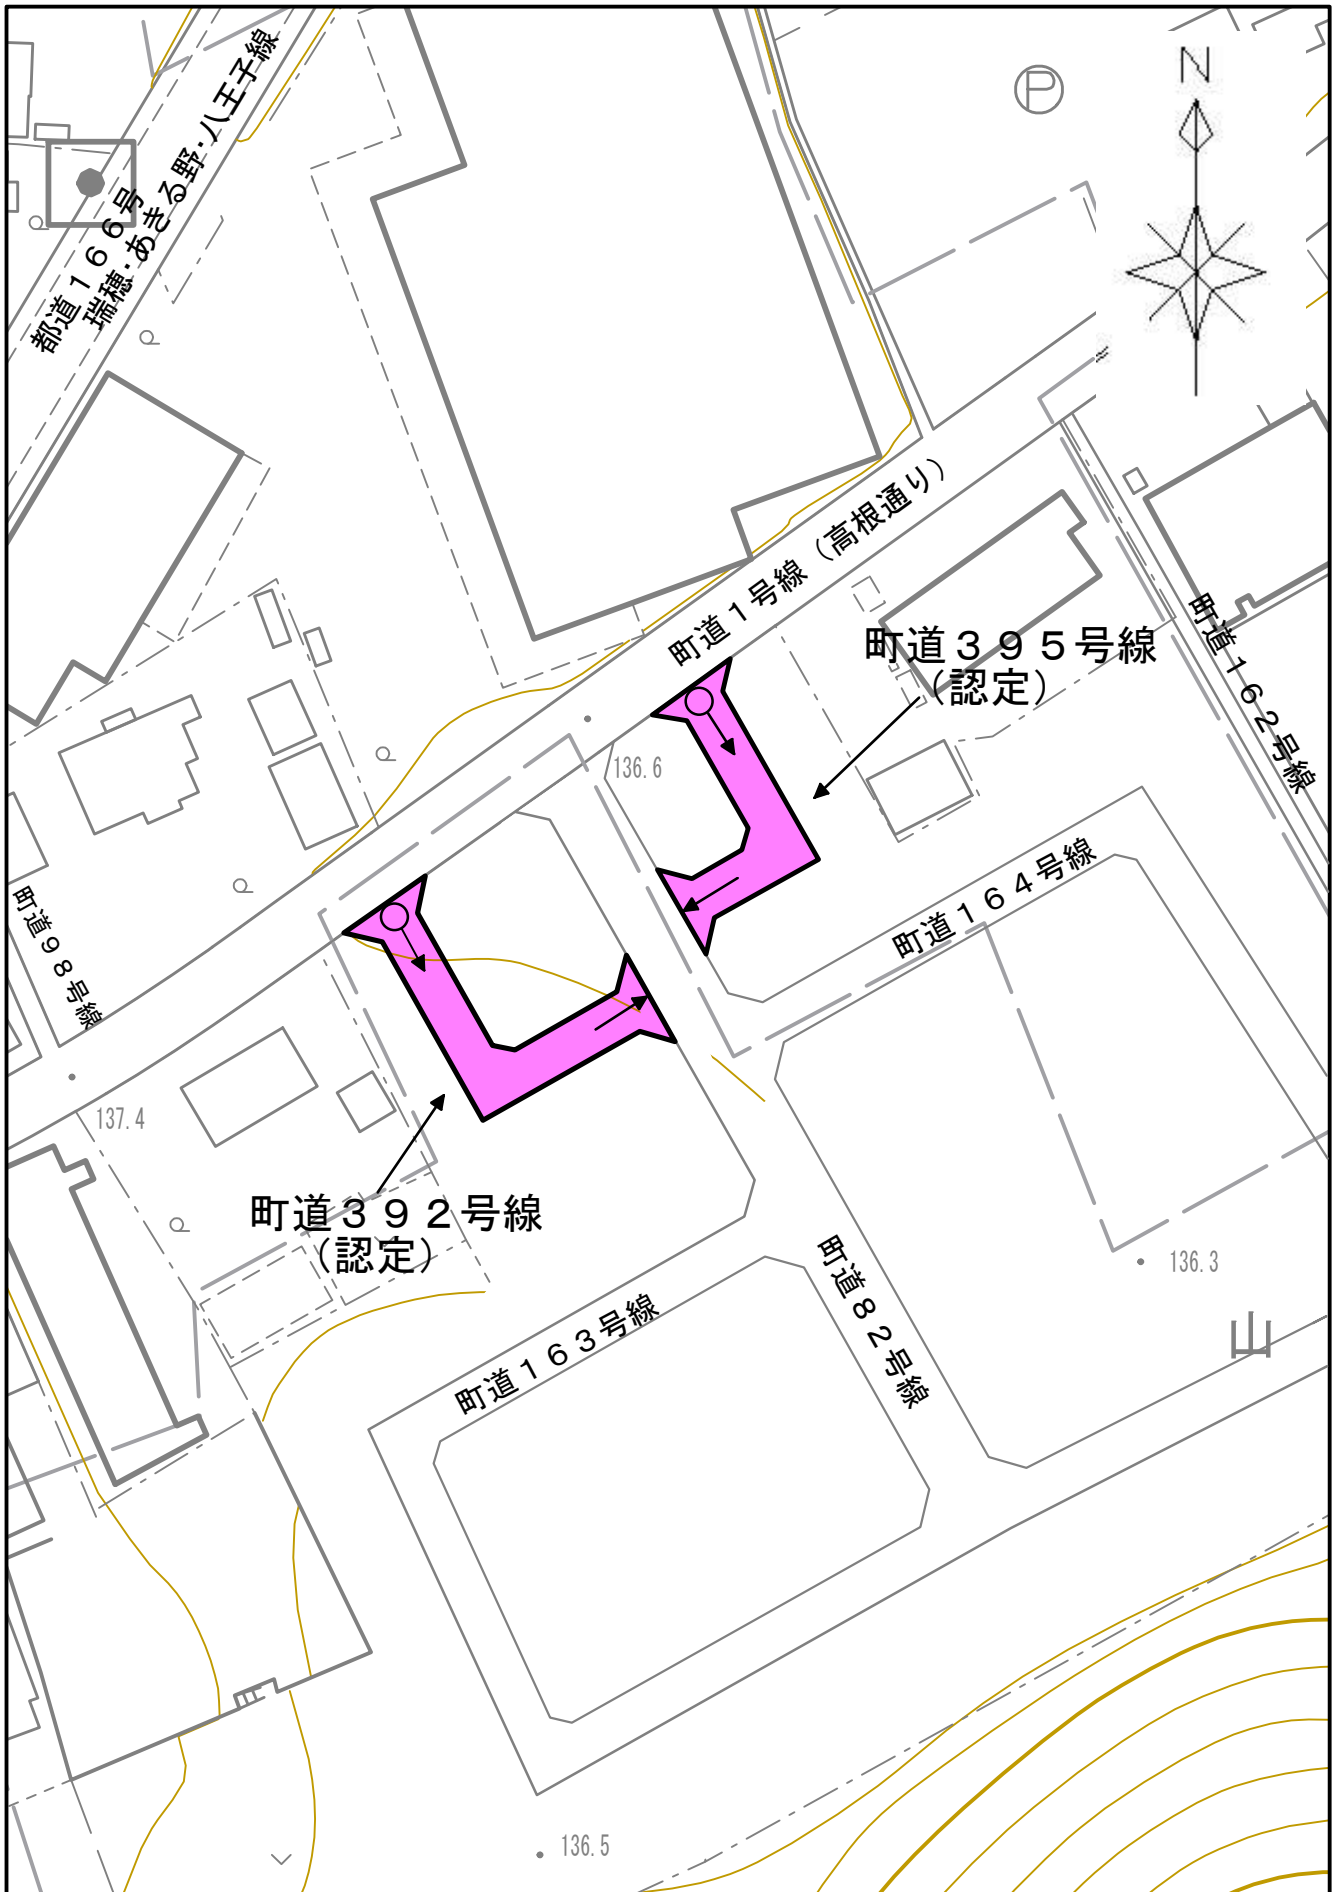 N
Ⓟ
都道１６６号
瑞穂・あきる野・八王子線
町道１号線（高根通り）
町道３９５号線
（認定）
町道１６２号線
136.6
町道１６４号線
町道９８号線
137.4
町道３９２号線
（認定）
町道８２号線
136.3
山
町道１６３号線
136.5